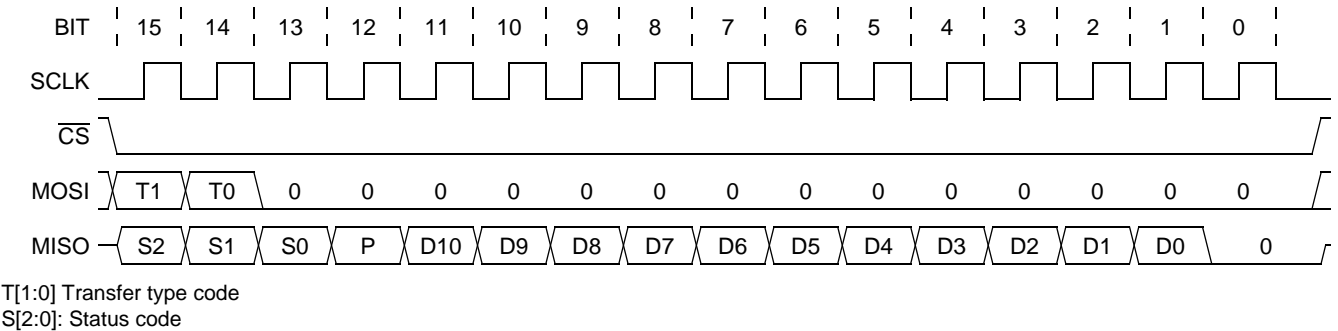 BIT 15 14 13 12 11 10 9 8 7 6 5 4 3 2 1 0
SCLK
CS
MOSI T1 T0 0 0 0 0 0 0 0 0 0 0 0 0 0 0
MISO S2 S1 S0 P D10 D9 D8 D7 D6 D5 D4 D3 D2 D1 D0 0
T[1:0] Transfer type code
S[2:0]: Status code